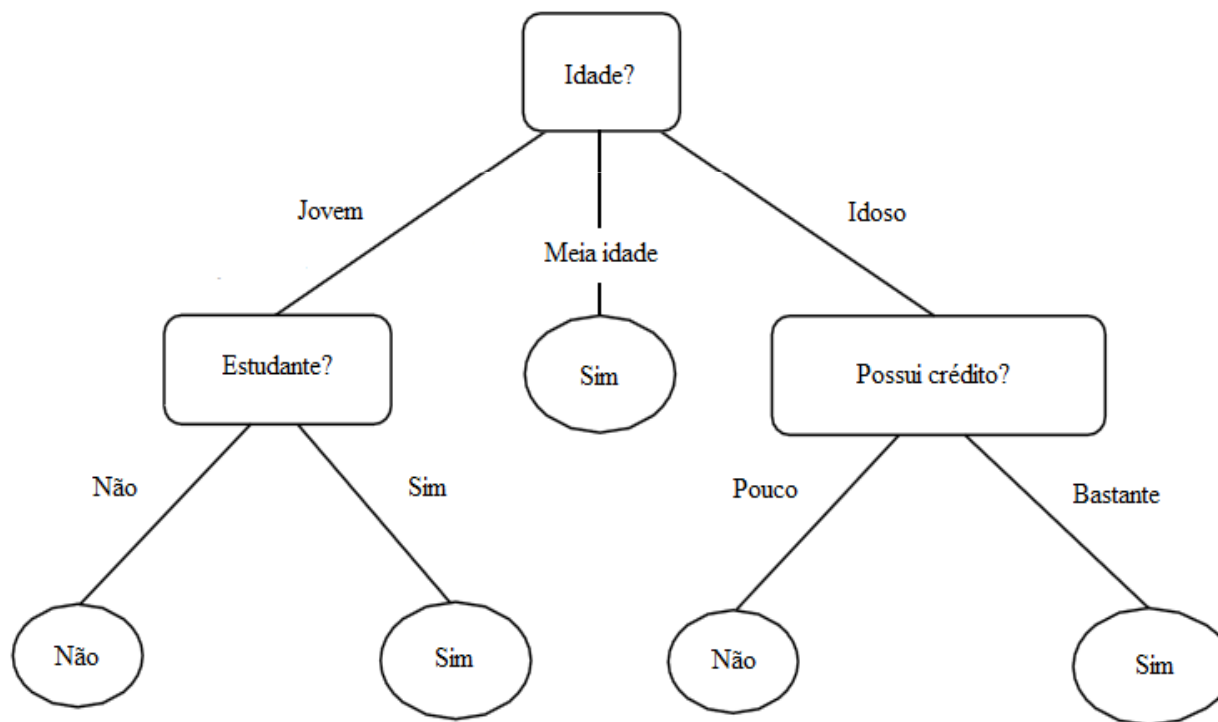 Idade?
Jovem
Idoso
Meia idade
Estudante?
Sim
Possui crédito?
Não
Sim
Pouco
Bastante
Não
Sim
Não
Sim